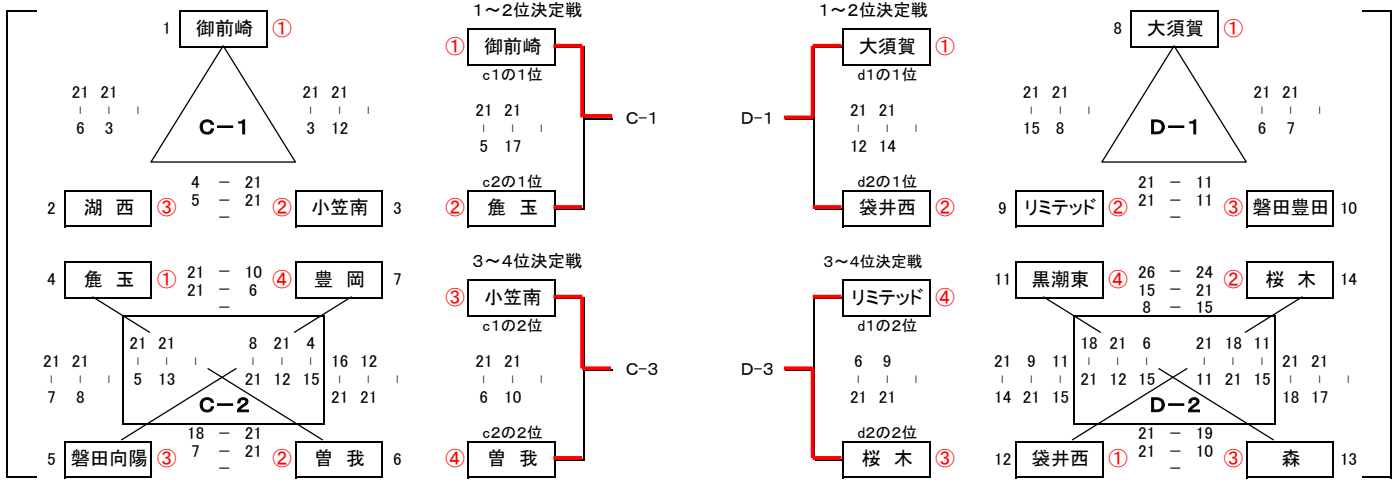 1 御前崎 ①
21 21
6 3
21 21
3 12
C-1
4 - 21
5 - 21
-
2 湖 西 ③
② 小笠南 3
4 麁 玉 ①
21 - 10
21 - 6
-
④ 豊 岡 7
21 21
7 8
21 21
5 13
8 21 4
21 12 15
16 12
21 21
C-2
18 - 21
7 - 21
-
5 磐田向陽 ③
② 曽 我 6
1~2位決定戦
① 御前崎
c1の1位
21 21
5 17
C-1
c2の1位
② 麁 玉
3~4位決定戦
③ 小笠南
c1の2位
21 21
6 10
C-3
c2の2位
④ 曽 我
1~2位決定戦
大須賀 ①
d1の1位
D-1
21 21
12 14
d2の1位
袋井西 ②
3~4位決定戦
リミテッド ④
d1の2位
D-3
6 9
21 21
d2の2位
桜 木 ③
8 大須賀 ①
21 21
15 8
21 21
6 7
D-1
21 - 11
21 - 11
-
9 リミテッド ②
③ 磐田豊田 10
11 黒潮東 ④
26 - 24
15 - 21
8 - 15
② 桜 木 14
21 9 11
14 21 15
18 21 6
21 12 15
21 18 11
11 21 15
21 21
18 17
D-2
21 - 19
21 - 10
-
12 袋井西 ①
③ 森 13